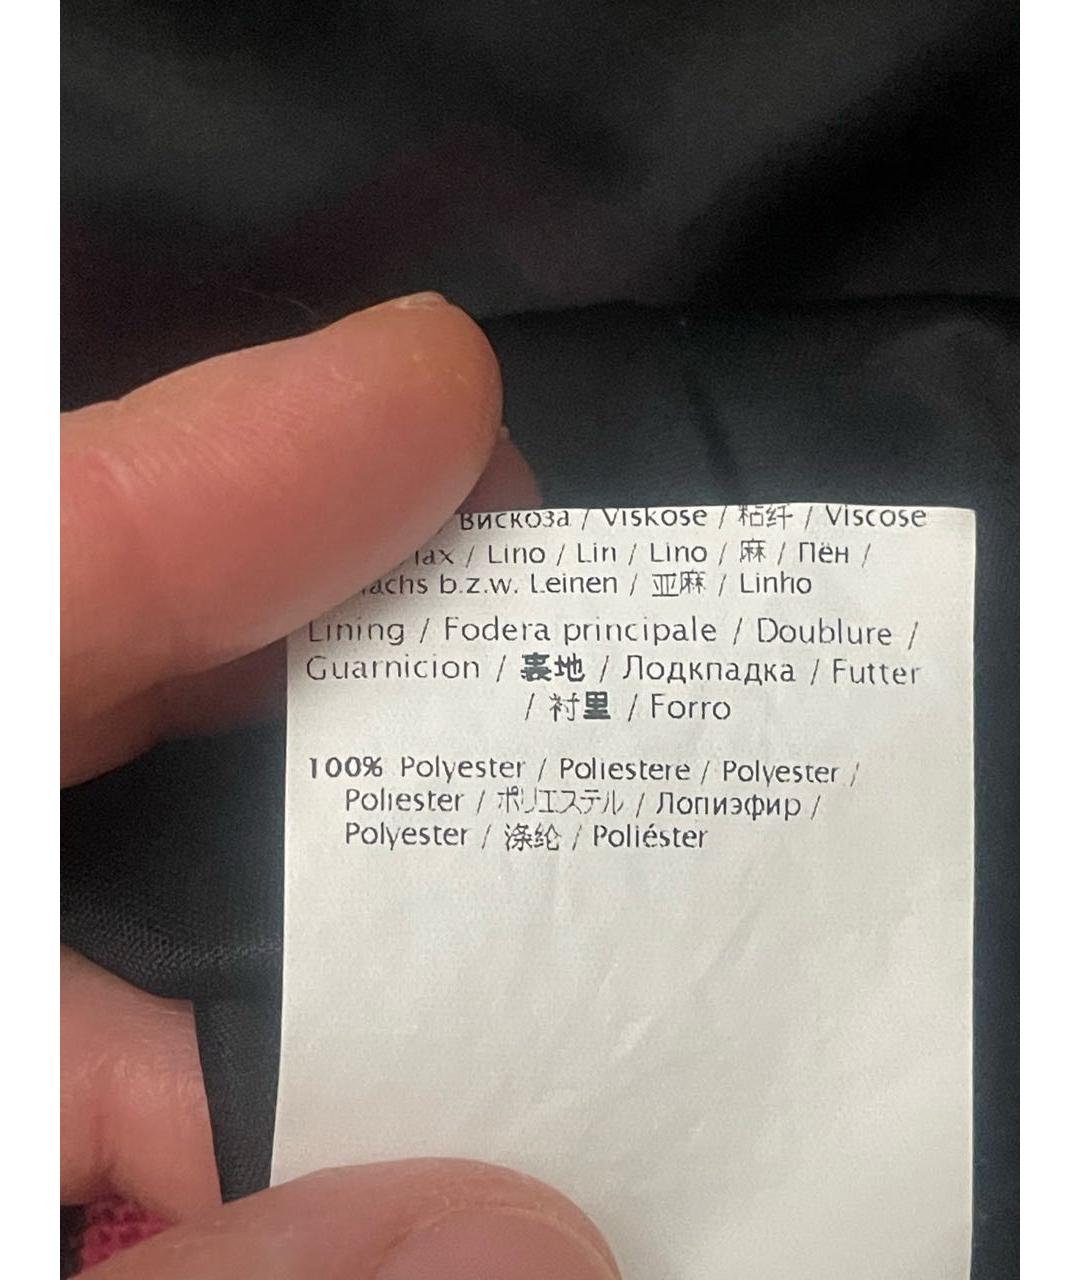 Вискоза / Viskose / 粘纤 / Viscose
/ Lino / Lin / Lino / 麻 / Пён /
b.z.w. Leinen / 亚麻 / Linho
Lining / Fodera principale / Doublure /
Guarnicion / 裏地 / Лодкпадка / Futter
/ 衬里 / Forro
100% Polyester / Poliestere / Polyester /
Poliester / ポリエステル / Лопиэфир /
Polyester / 涤纶 / Poliéster